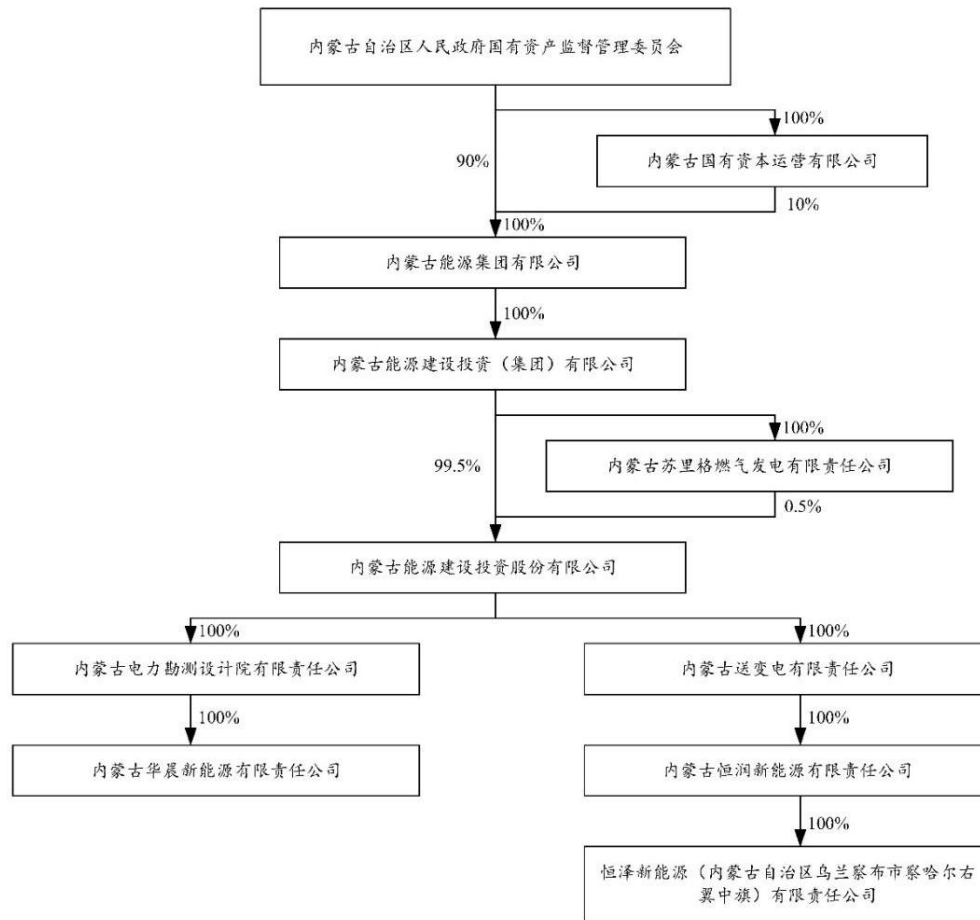 内蒙古自治区人民政府国有资产监督管理委员会
100%
内蒙古国有资本运营有限公司
90%
10%
100%
内蒙古能源集团有限公司
100%
内蒙古能源建设投资（集团）有限公司
100%
内蒙古苏里格燃气发电有限责任公司
99.5%
0.5%
内蒙古能源建设投资股份有限公司
100%
100%
内蒙古电力勘测设计院有限责任公司
内蒙古送变电有限责任公司
100%
100%
内蒙古华晨新能源有限责任公司
内蒙古恒润新能源有限责任公司
100%
恒泽新能源（内蒙古自治区乌兰察布市察哈尔右
翼中旗）有限责任公司